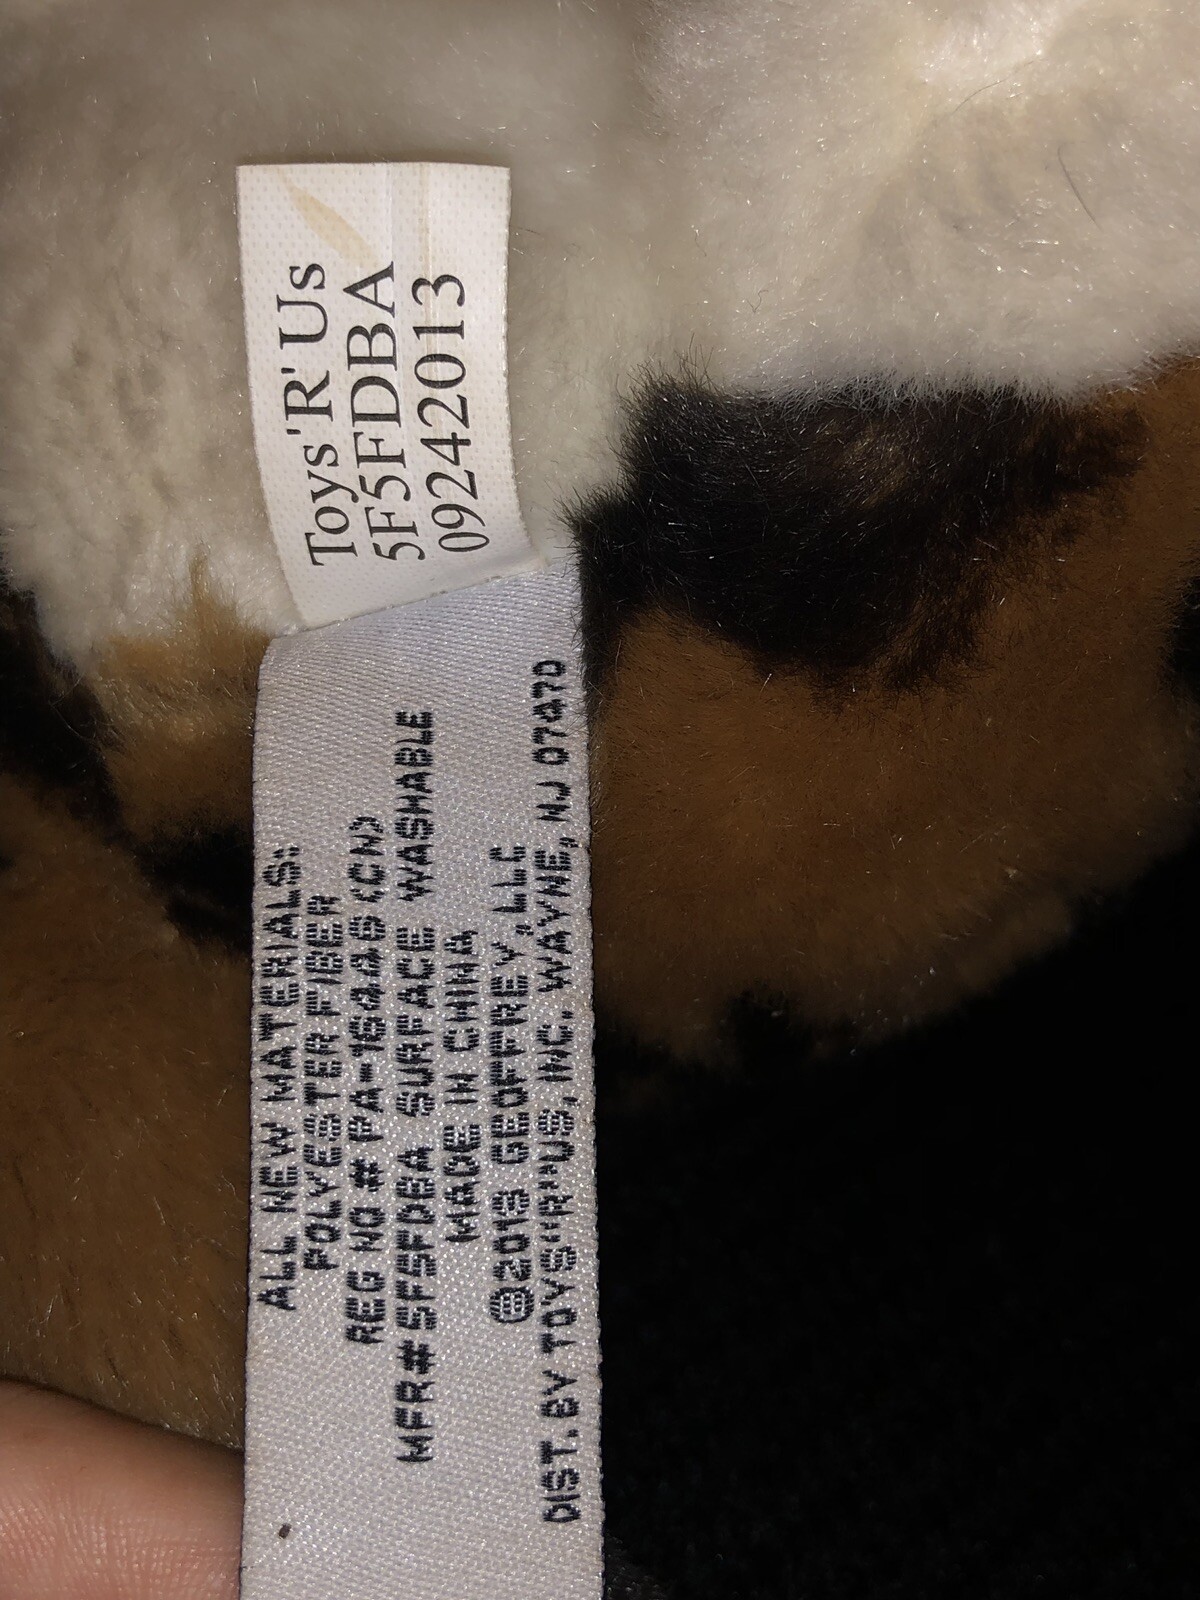 Toys'R'Us
5F5FDBA
09242013
ALL NEW MATERIALS:
POLYESTER FIBER
REG NO # PA-16446(CN)
MFR#5F5FDBA SURFACE WASHABLE
MADE IN CHINA
©2013 GEOFFREY,LLC
DIST. BY TOYS"R"US, INC. WAYNE, NJ 07470